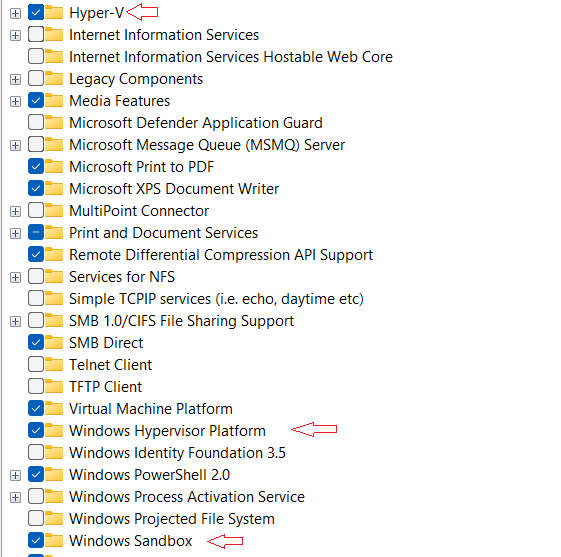 Hyper-V
Internet Information Services
Internet Information Services Hostable Web Core
Legacy Components
Media Features
Microsoft Defender Application Guard
Microsoft Message Queue (MSMQ) Server
Microsoft Print to PDF
Microsoft XPS Document Writer
MultiPoint Connector
Print and Document Services
Remote Differential Compression API Support
Services for NFS
Simple TCPIP services (i.e. echo, daytime etc)
SMB 1.0/CIFS File Sharing Support
SMB Direct
Telnet Client
TFTP Client
Virtual Machine Platform
Windows Hypervisor Platform
Windows Identity Foundation 3.5
Windows PowerShell 2.0
Windows Process Activation Service
Windows Projected File System
Windows Sandbox